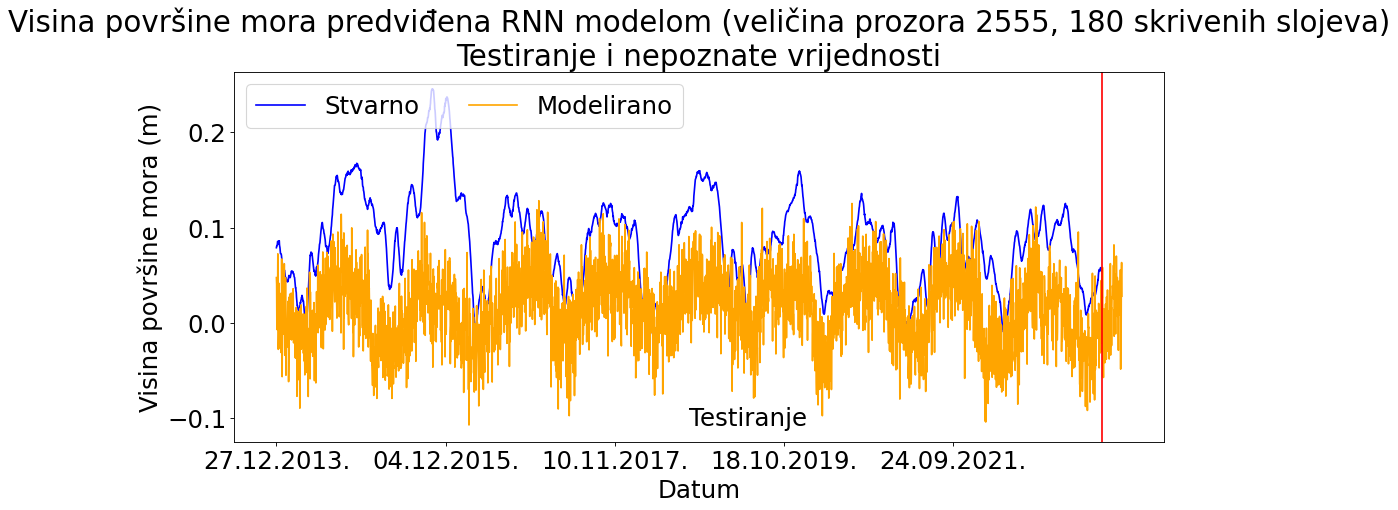 Visina površine mora predviđena RNN modelom (veličina prozora 2555, 180 skrivenih slojeva)
Testiranje i nepoznate vrijednosti
Stvarno
Modelirano
Visina površine mora (m)
0.2
0.1
0.0
−0.1
Testiranje
27.12.2013.
04.12.2015.
10.11.2017.
18.10.2019.
24.09.2021.
Datum